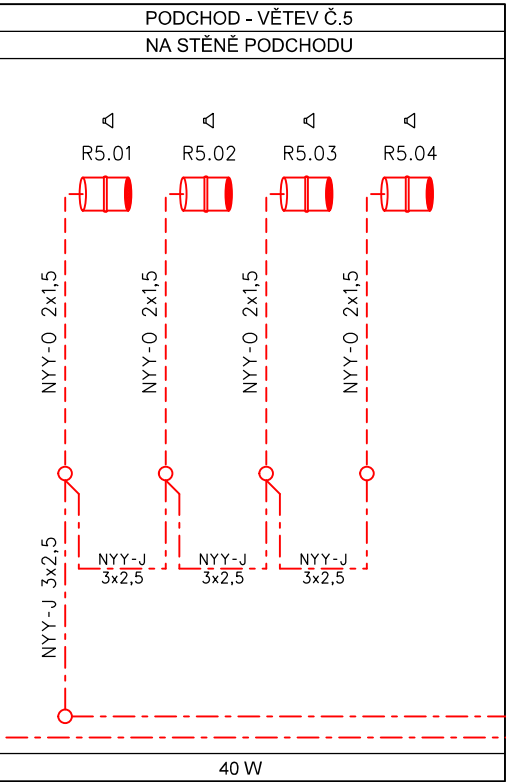 PODCHOD - VĚTEV Č.5
NA STĚNĚ PODCHODU
R5.01
R5.02
R5.03
R5.04
NYY-O 2x1,5
NYY-O 2x1,5
NYY-O 2x1,5
NYY-O 2x1,5
NYY-J 3x2,5
NYY-J
3x2,5
NYY-J
3x2,5
NYY-J
3x2,5
40 W